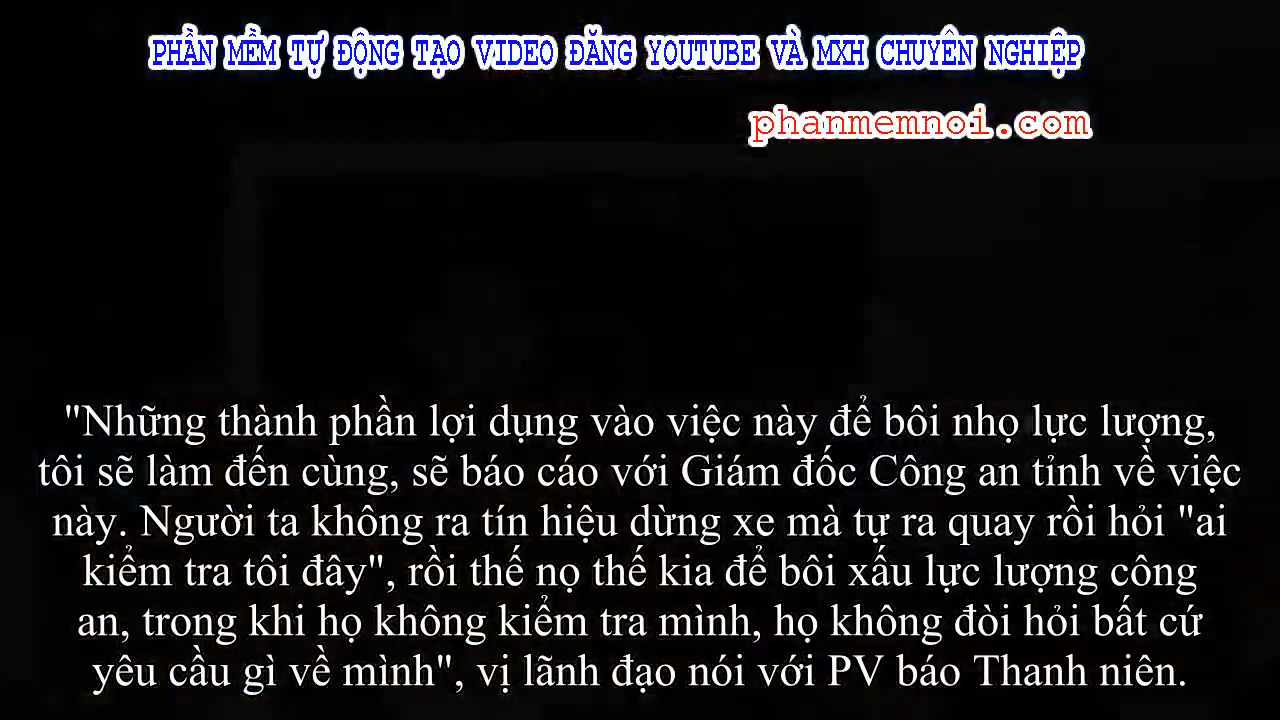 PHẦN MỀM TỰ ĐỘNG TẠO VIDEO ĐĂNG YOUTUBE VÀ MXH CHUYÊN NGHIỆP
phanmemnoi.com
"Những thành phần lợi dụng vào việc này để bôi nhọ lực lượng,
tôi sẽ làm đến cùng, sẽ báo cáo với Giám đốc Công an tỉnh về việc
này. Người ta không ra tín hiệu dừng xe mà tự ra quay rồi hỏi "ai
kiểm tra tôi đây", rồi thế nọ thế kia để bôi xấu lực lượng công
an, trong khi họ không kiểm tra mình, họ không đòi hỏi bất cứ
yêu cầu gì về mình", vị lãnh đạo nói với PV báo Thanh niên.